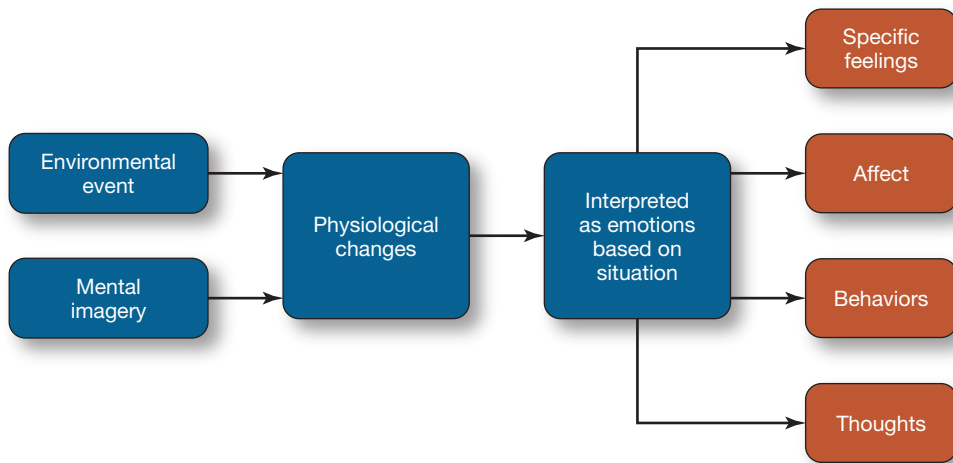 Environmental
event
Mental
imagery
Physiological
changes
Interpreted
as emotions
based on
situation
Specific
feelings
Affect
Behaviors
Thoughts